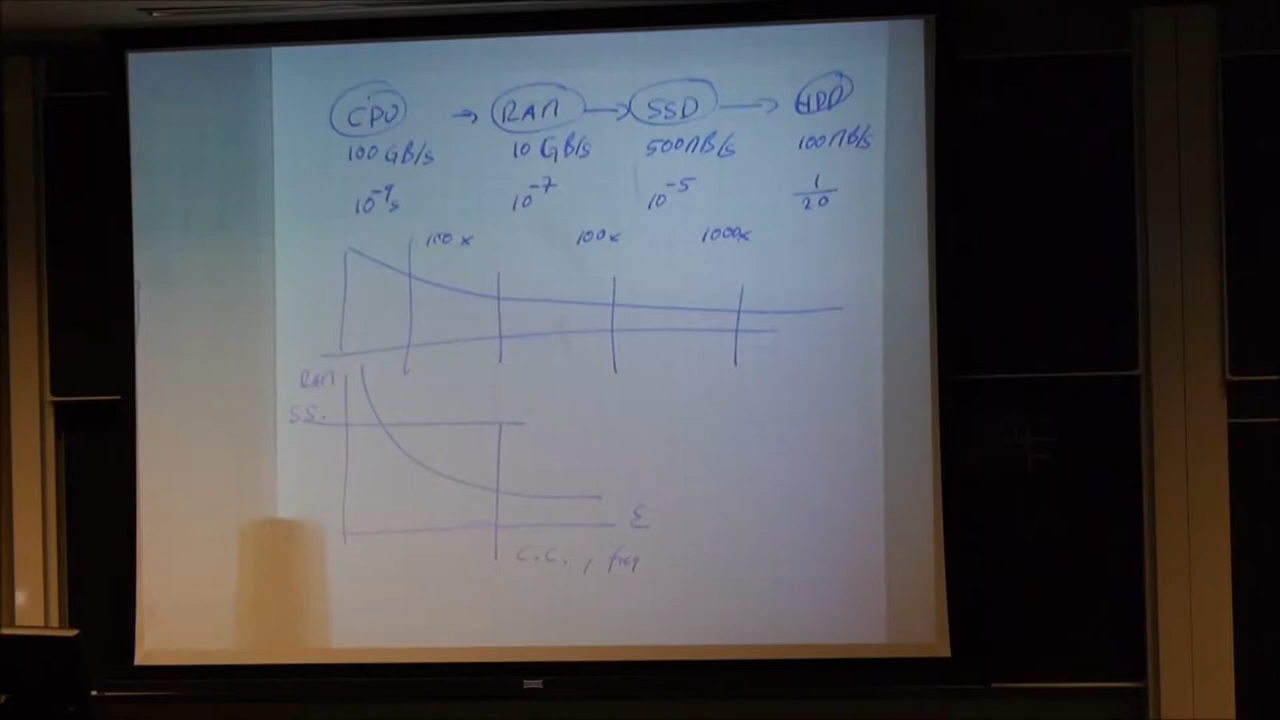 CPU → RAM → SSD → HDD
100 GB/s 10 GB/s 500MB/s 100MB/s
10⁻⁹s 10⁻⁷ 10⁻⁵ 1/20
100x 100x 1000x
RAM
SS.
ε
C.C., freq